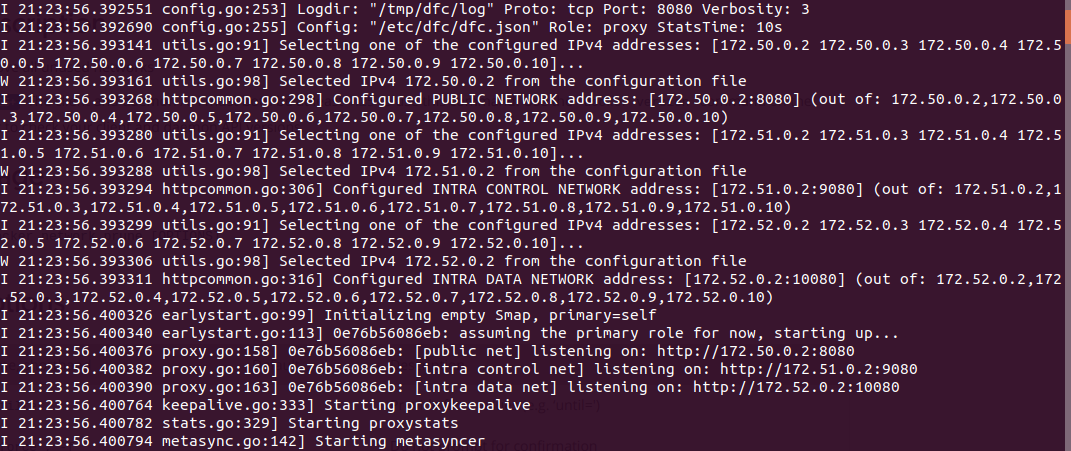 I 21:23:56.392551 config.go:253] Logdir: "/tmp/dfc/log" Proto: tcp Port: 8080 Verbosity: 3
I 21:23:56.392690 config.go:255] Config: "/etc/dfc/dfc.json" Role: proxy StatsTime: 10s
I 21:23:56.393141 utils.go:91] Selecting one of the configured IPv4 addresses: [172.50.0.2 172.50.0.3 172.50.0.4 172.5
0.0.5 172.50.0.6 172.50.0.7 172.50.0.8 172.50.0.9 172.50.0.10]...
W 21:23:56.393161 utils.go:98] Selected IPv4 172.50.0.2 from the configuration file
I 21:23:56.393268 httpcommon.go:298] Configured PUBLIC NETWORK address: [172.50.0.2:8080] (out of: 172.50.0.2,172.50.0
.3,172.50.0.4,172.50.0.5,172.50.0.6,172.50.0.7,172.50.0.8,172.50.0.9,172.50.0.10)
I 21:23:56.393280 utils.go:91] Selecting one of the configured IPv4 addresses: [172.51.0.2 172.51.0.3 172.51.0.4 172.5
1.0.5 172.51.0.6 172.51.0.7 172.51.0.8 172.51.0.9 172.51.0.10]...
W 21:23:56.393288 utils.go:98] Selected IPv4 172.51.0.2 from the configuration file
I 21:23:56.393294 httpcommon.go:306] Configured INTRA CONTROL NETWORK address: [172.51.0.2:9080] (out of: 172.51.0.2,1
72.51.0.3,172.51.0.4,172.51.0.5,172.51.0.6,172.51.0.7,172.51.0.8,172.51.0.9,172.51.0.10)
I 21:23:56.393299 utils.go:91] Selecting one of the configured IPv4 addresses: [172.52.0.2 172.52.0.3 172.52.0.4 172.5
2.0.5 172.52.0.6 172.52.0.7 172.52.0.8 172.52.0.9 172.52.0.10]...
W 21:23:56.393306 utils.go:98] Selected IPv4 172.52.0.2 from the configuration file
I 21:23:56.393311 httpcommon.go:316] Configured INTRA DATA NETWORK address: [172.52.0.2:10080] (out of: 172.52.0.2,172
.52.0.3,172.52.0.4,172.52.0.5,172.52.0.6,172.52.0.7,172.52.0.8,172.52.0.9,172.52.0.10)
I 21:23:56.400326 earlystart.go:99] Initializing empty Smap, primary=self
I 21:23:56.400340 earlystart.go:113] 0e76b56086eb: assuming the primary role for now, starting up...
I 21:23:56.400376 proxy.go:158] 0e76b56086eb: [public net] listening on: http://172.50.0.2:8080
I 21:23:56.400382 proxy.go:160] 0e76b56086eb: [intra control net] listening on: http://172.51.0.2:9080
I 21:23:56.400390 proxy.go:163] 0e76b56086eb: [intra data net] listening on: http://172.52.0.2:10080
I 21:23:56.400764 keepalive.go:333] Starting proxykeepalive
I 21:23:56.400782 stats.go:329] Starting proxystats
I 21:23:56.400794 metasync.go:142] Starting metasyncer